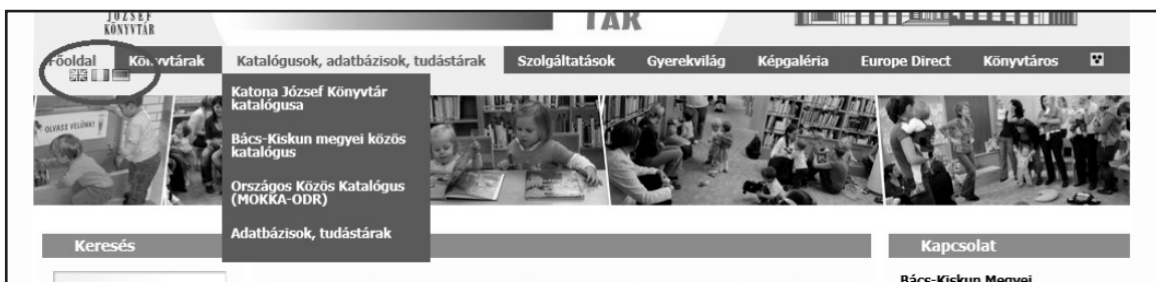 JÓZSEF
KÖNYVTÁR
TÁR
Főoldal Könyvtárak Katalógusok, adatbázisok, tudástárak Szolgáltatások Gyerekvilág Képgaléria Europe Direct Könyvtáros
Katona József Könyvtár
katalógusa
Bács-Kiskun megyei közös
katalógus
Országos Közös Katalógus
(MOKKA-ODR)
Adatbázisok, tudástárak
OLVASS VELÜNK!
Keresés
Kapcsolat
Bács-Kiskun Megyei